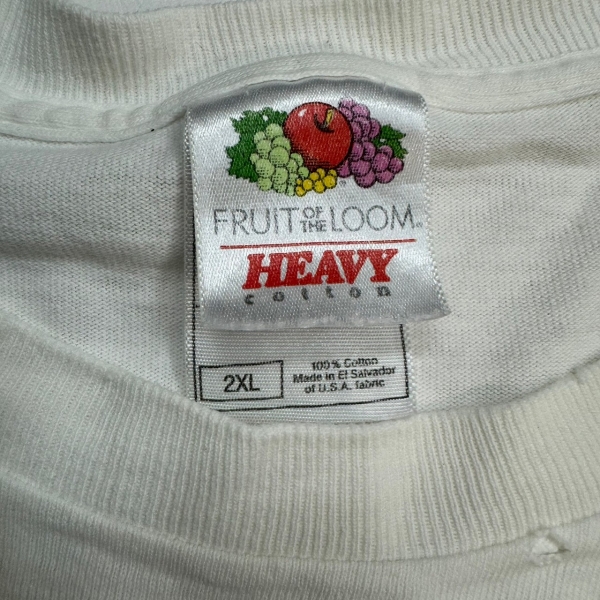 FRUIT OF THE LOOM
HEAVY
cotton
2XL
100% Cotton
Made in El Salvador
of U.S.A. fabric